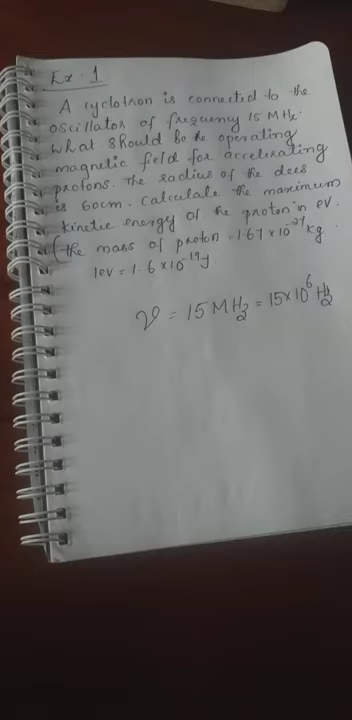 Ex. 1
A cyclotron is connected to the
oscillator of frequency 15 MHz.
What should be the operating
magnetic field for accelerating
protons. The radius of the dees
is 60cm. Calculate the maximum
kinetic energy of the proton in ev.
(the mass of proton = 1.67 x 10⁻²⁷ kg.
1ev = 1.6 x 10⁻¹⁹J.
ν = 15 MHz = 15 x 10⁶ Hz